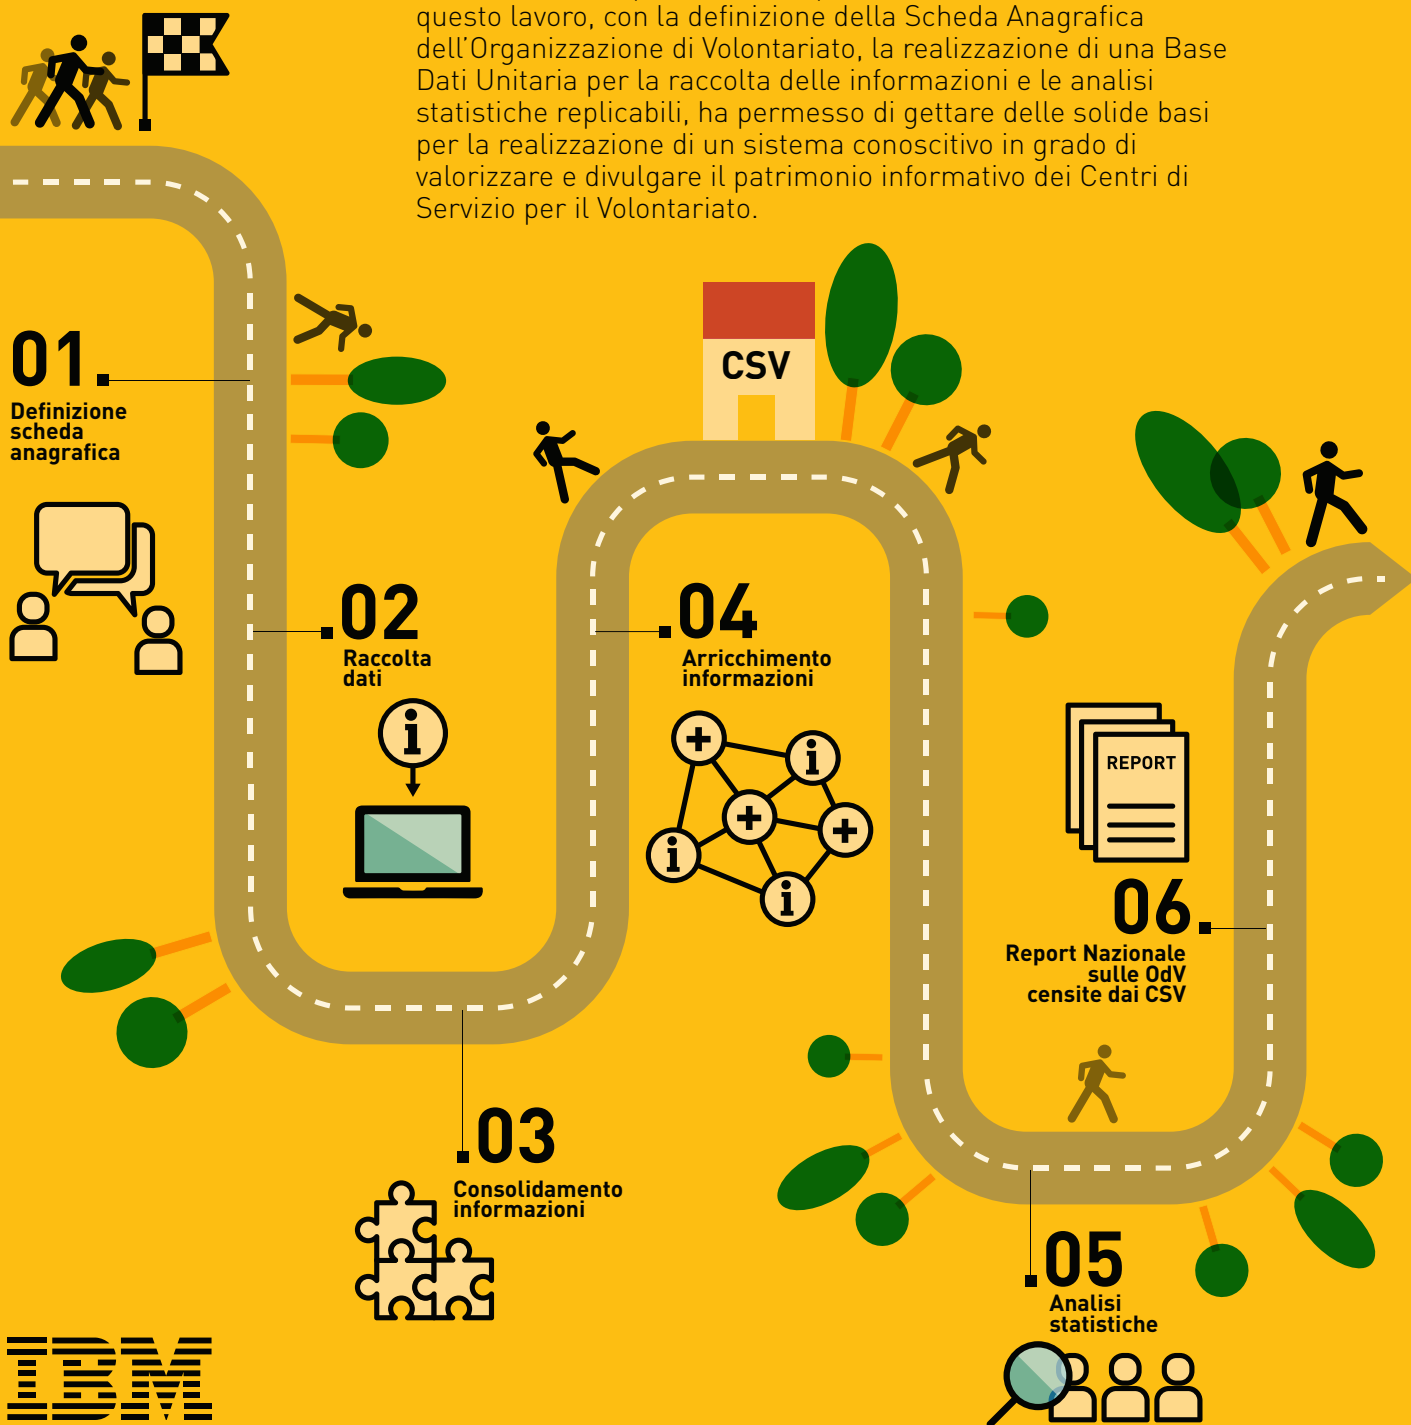 questo lavoro, con la definizione della Scheda Anagrafica
dell'Organizzazione di Volontariato, la realizzazione di una Base
Dati Unitaria per la raccolta delle informazioni e le analisi
statistiche replicabili, ha permesso di gettare delle solide basi
per la realizzazione di un sistema conoscitivo in grado di
valorizzare e divulgare il patrimonio informativo dei Centri di
Servizio per il Volontariato.
01
Definizione
scheda
anagrafica
02
Raccolta
dati
i
03
Consolidamento
informazioni
CSV
04
Arricchimento
informazioni
+
i
+
+
i
i
05
Analisi
statistiche
REPORT
06
Report Nazionale
sulle OdV
censite dai CSV
IBM